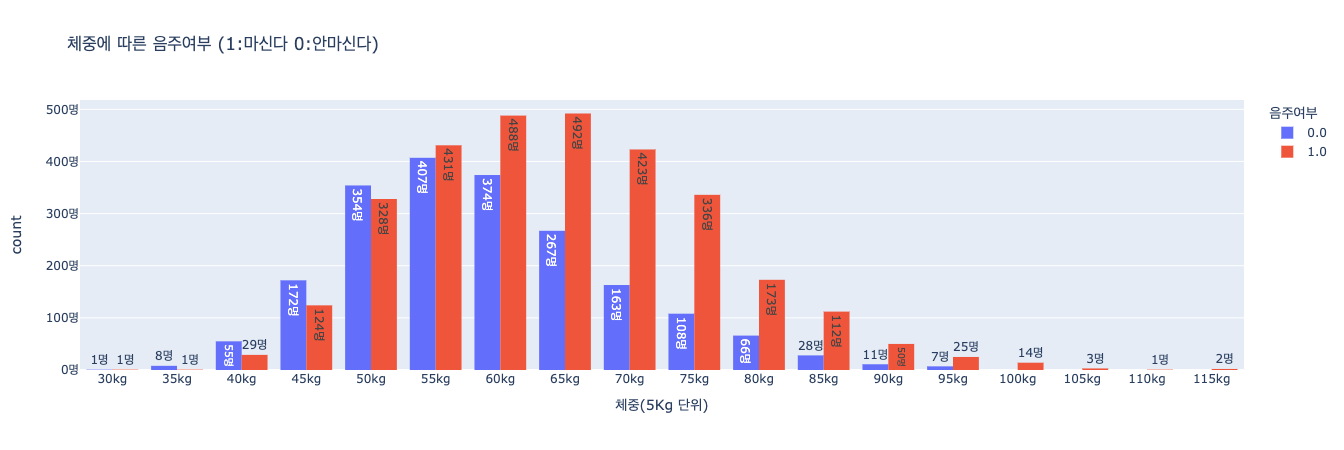 체중에 따른 음주여부 (1:마신다 0:안마신다)
음주여부
0.0
1.0
count
500명
400명
300명
200명
100명
0명
1명 1명
8명 1명
55명 29명
172명 124명
354명 328명
407명 431명
374명 488명
267명 492명
163명 423명
108명 336명
66명 173명
28명 112명
11명 50명
7명 25명
14명
3명
1명
2명
30kg 35kg 40kg 45kg 50kg 55kg 60kg 65kg 70kg 75kg 80kg 85kg 90kg 95kg 100kg 105kg 110kg 115kg
체중(5Kg 단위)